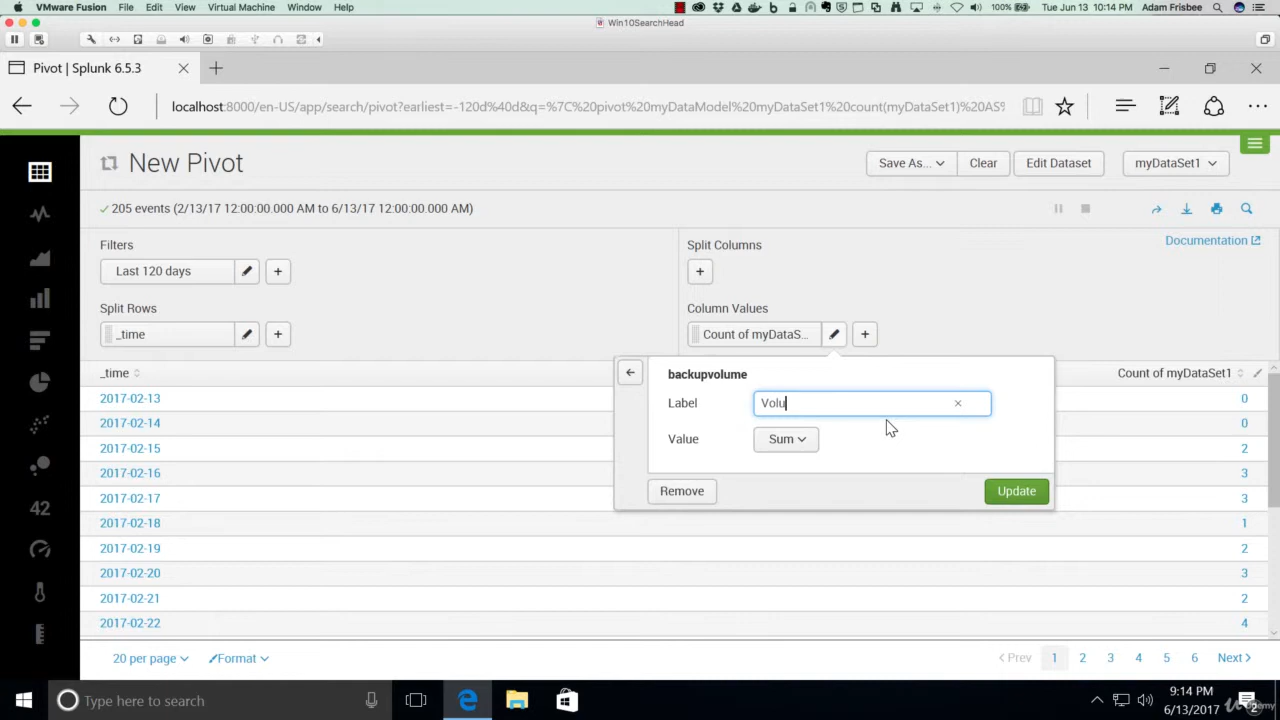 VMware Fusion File Edit View Virtual Machine Window Help 100% Tue Jun 13 10:14 PM Adam Frisbee
Win10SearchHead
Pivot | Splunk 6.5.3
localhost:8000/en-US/app/search/pivot?earliest=-120d%40d&q=%7C%20pivot%20myDataModel%20myDataSet1%20count(myDataSet1)%20AS%
New Pivot
Save As... Clear Edit Dataset myDataSet1
205 events (2/13/17 12:00:00.000 AM to 6/13/17 12:00:00.000 AM)
Filters Split Columns Documentation
Last 120 days
Split Rows Column Values
_time Count of myDataS...
_time Count of myDataSet1
backupvolume
Label Volu
Value Sum
Remove Update
2017-02-13 0
2017-02-14 0
2017-02-15 2
2017-02-16 3
2017-02-17 3
2017-02-18 1
2017-02-19 2
2017-02-20 3
2017-02-21 2
2017-02-22 4
42
20 per page Format < Prev 1 2 3 4 5 6 Next >
Type here to search
9:14 PM
6/13/2017
2